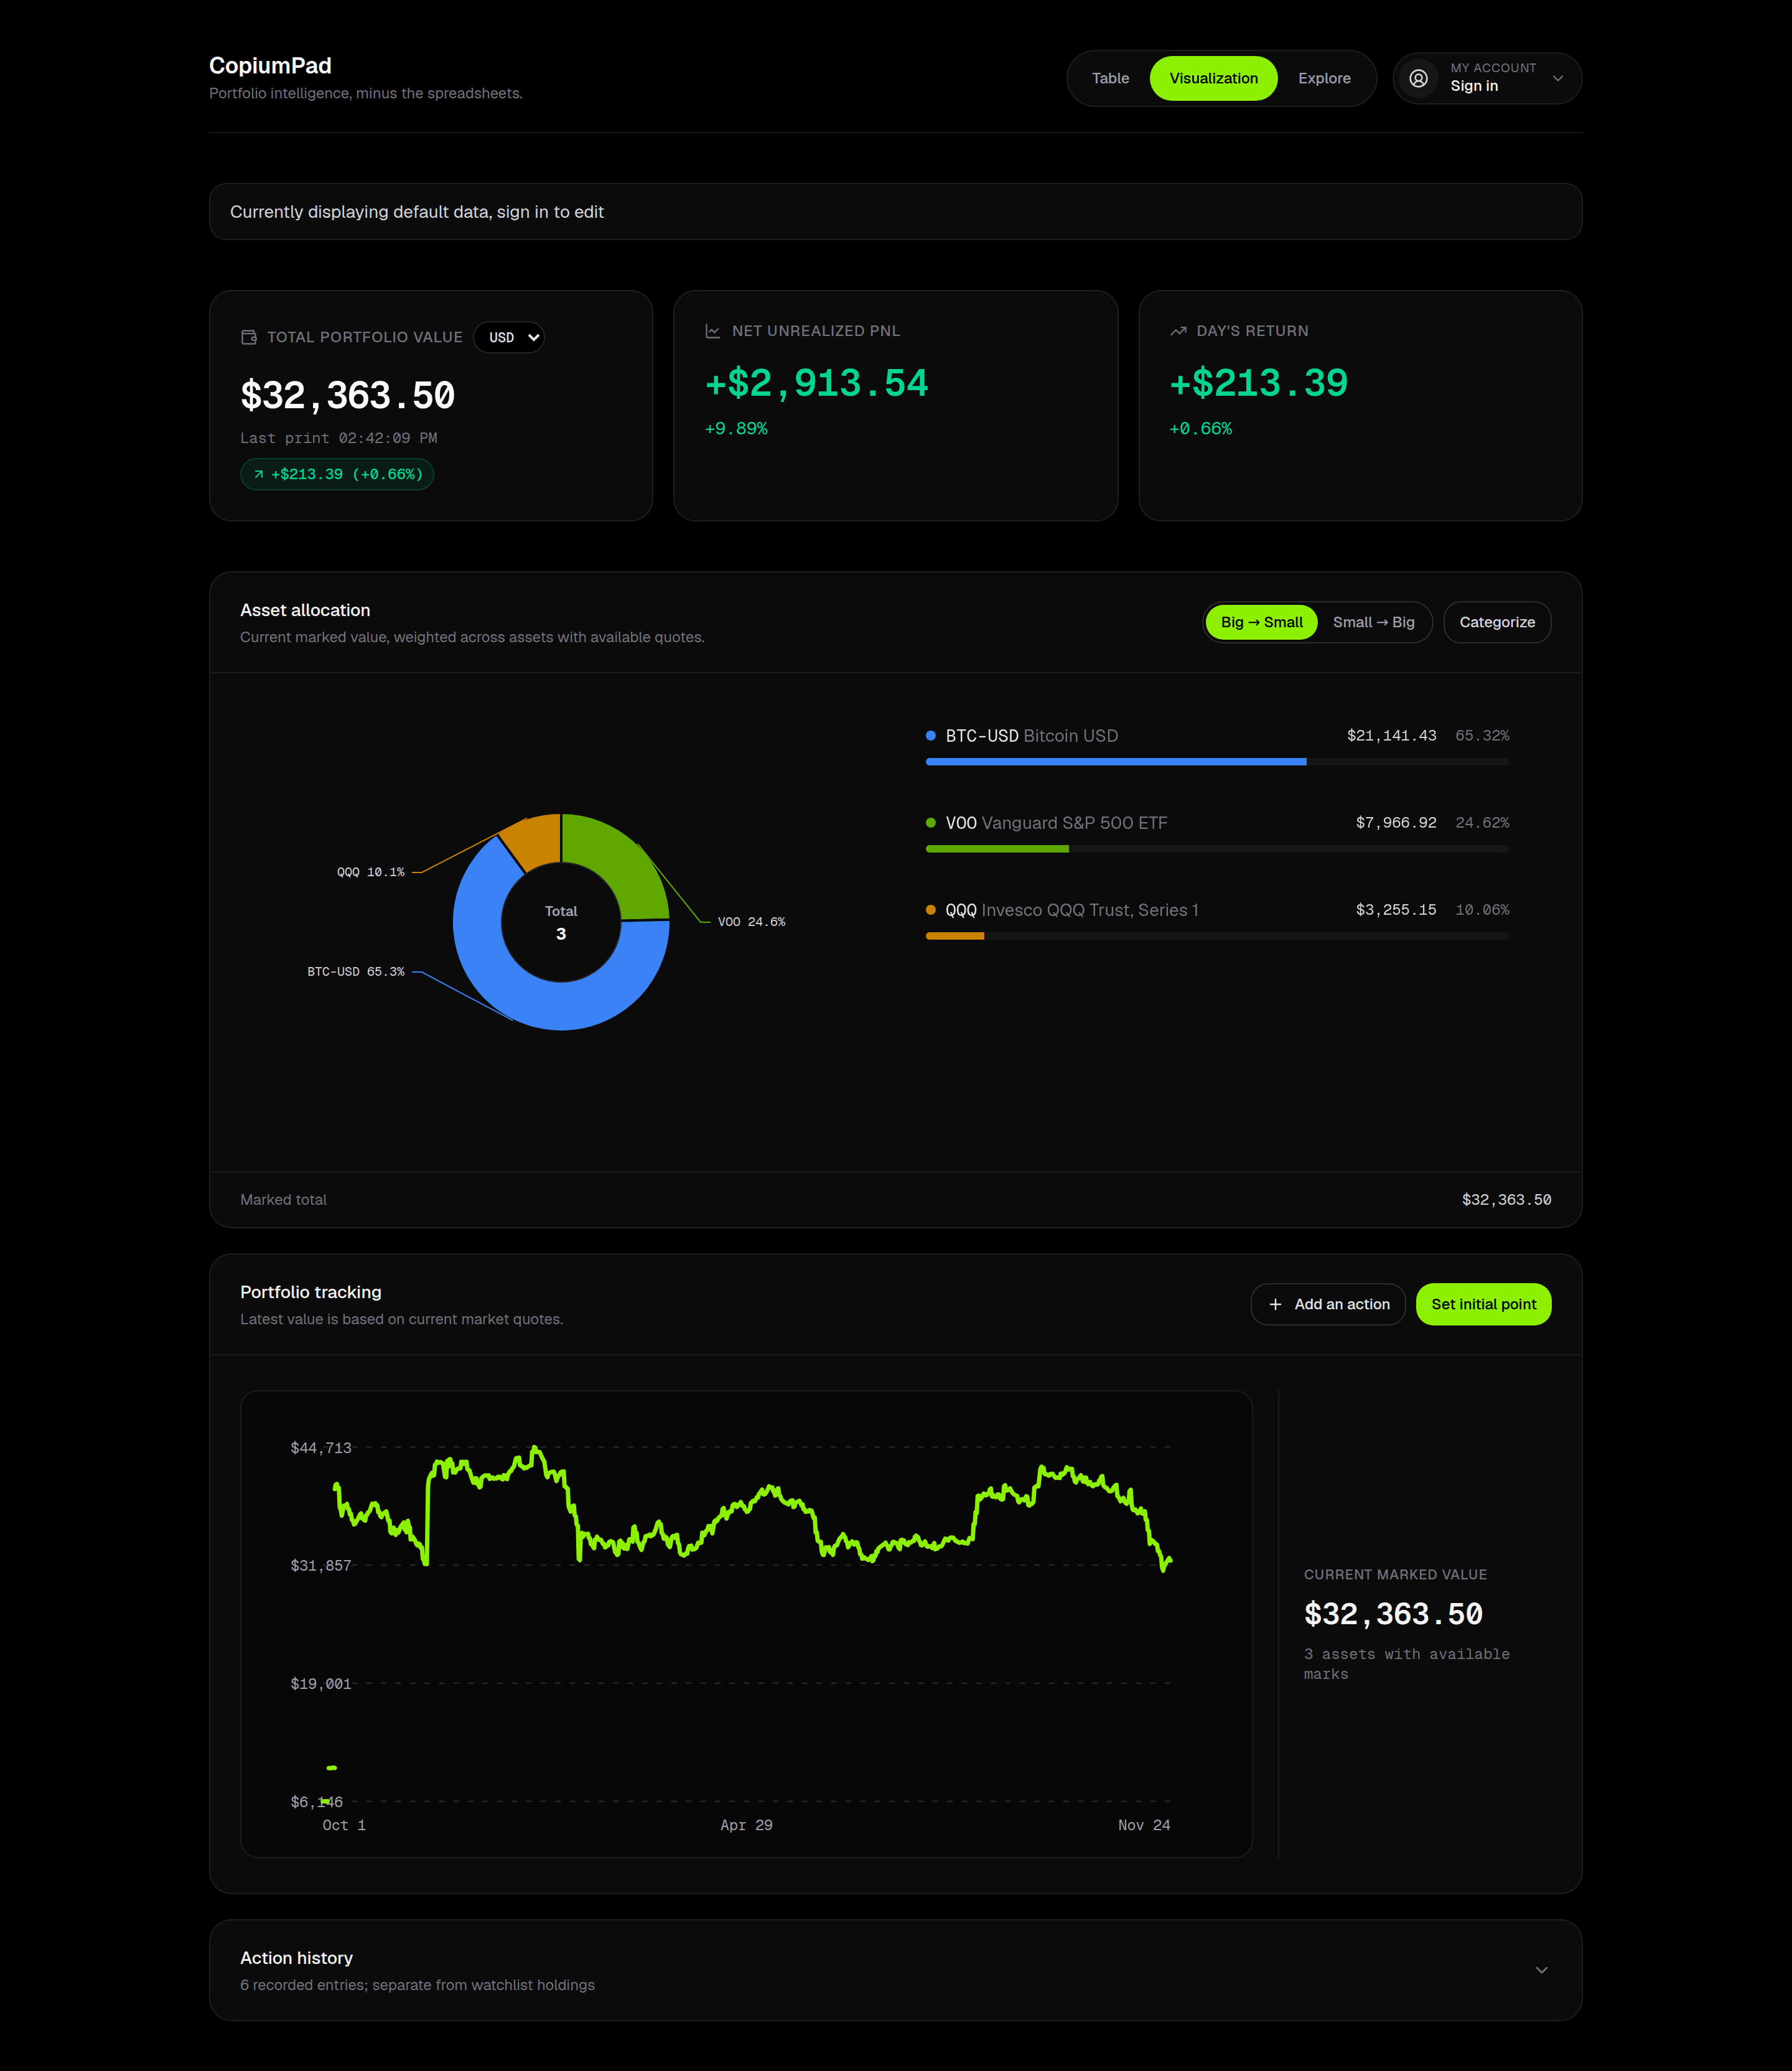 CopiumPad
Portfolio intelligence, minus the spreadsheets.
Table
Visualization
Explore
MY ACCOUNT
Sign in
Currently displaying default data, sign in to edit
TOTAL PORTFOLIO VALUE USD
$32,363.50
Last print 02:42:09 PM
+$213.39 (+0.66%)
NET UNREALIZED PNL
+$2,913.54
+9.89%
DAY'S RETURN
+$213.39
+0.66%
Asset allocation
Current marked value, weighted across assets with available quotes.
Big → Small
Small → Big
Categorize
QQQ 10.1%
BTC-USD 65.3%
Total
3
VOO 24.6%
BTC-USD Bitcoin USD $21,141.43 65.32%
VOO Vanguard S&P 500 ETF $7,966.92 24.62%
QQQ Invesco QQQ Trust, Series 1 $3,255.15 10.06%
Marked total $32,363.50
Portfolio tracking
Latest value is based on current market quotes.
+ Add an action
Set initial point
$44,713
$31,857
$19,001
$6,146
Oct 1 Apr 29 Nov 24
CURRENT MARKED VALUE
$32,363.50
3 assets with available
marks
Action history
6 recorded entries; separate from watchlist holdings